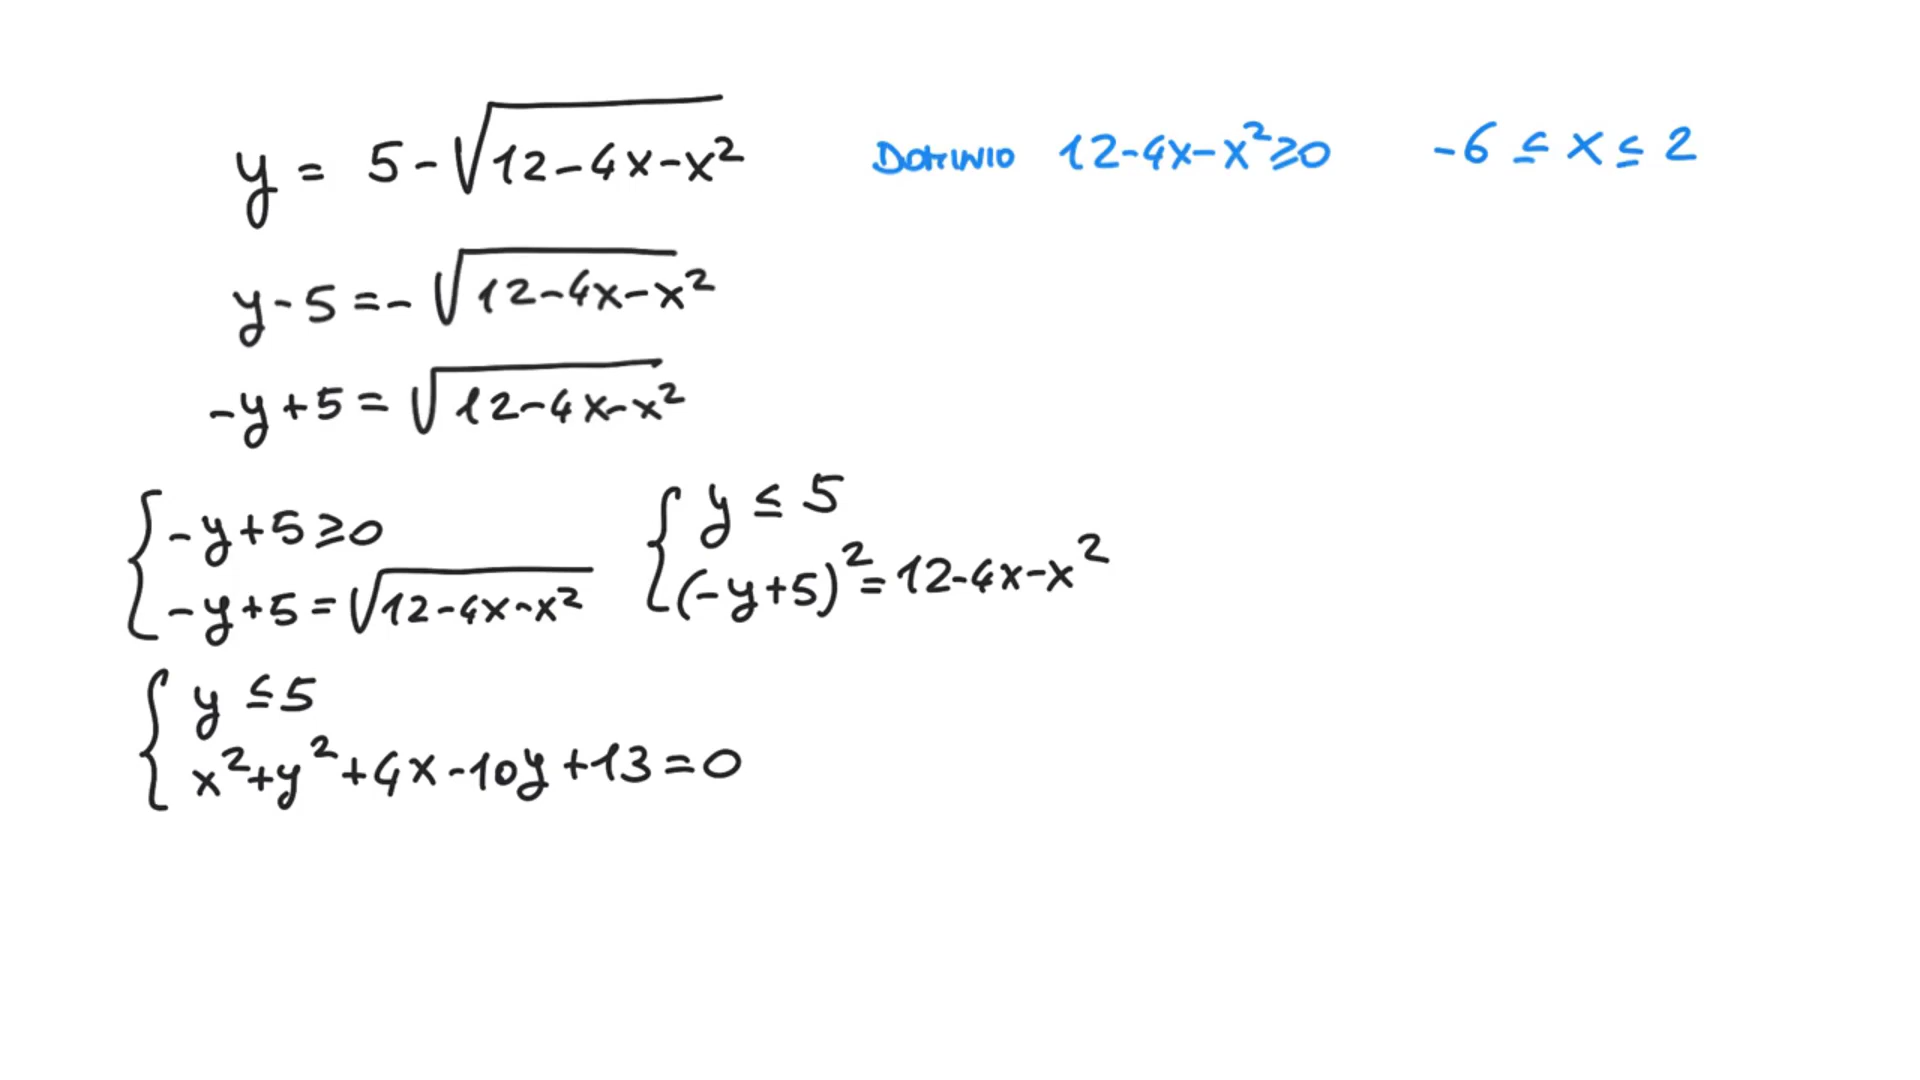 y = 5 - √(12 - 4x - x²) Dominio 12-4x-x²≥0 -6 ≤ x ≤ 2
y - 5 = - √(12 - 4x - x²)
-y + 5 = √(12 - 4x - x²)
{ -y + 5 ≥ 0 { y ≤ 5
-y + 5 = √(12 - 4x - x²) (-y+5)² = 12-4x-x²
{ y ≤ 5
x² + y² + 4x - 10y + 13 = 0